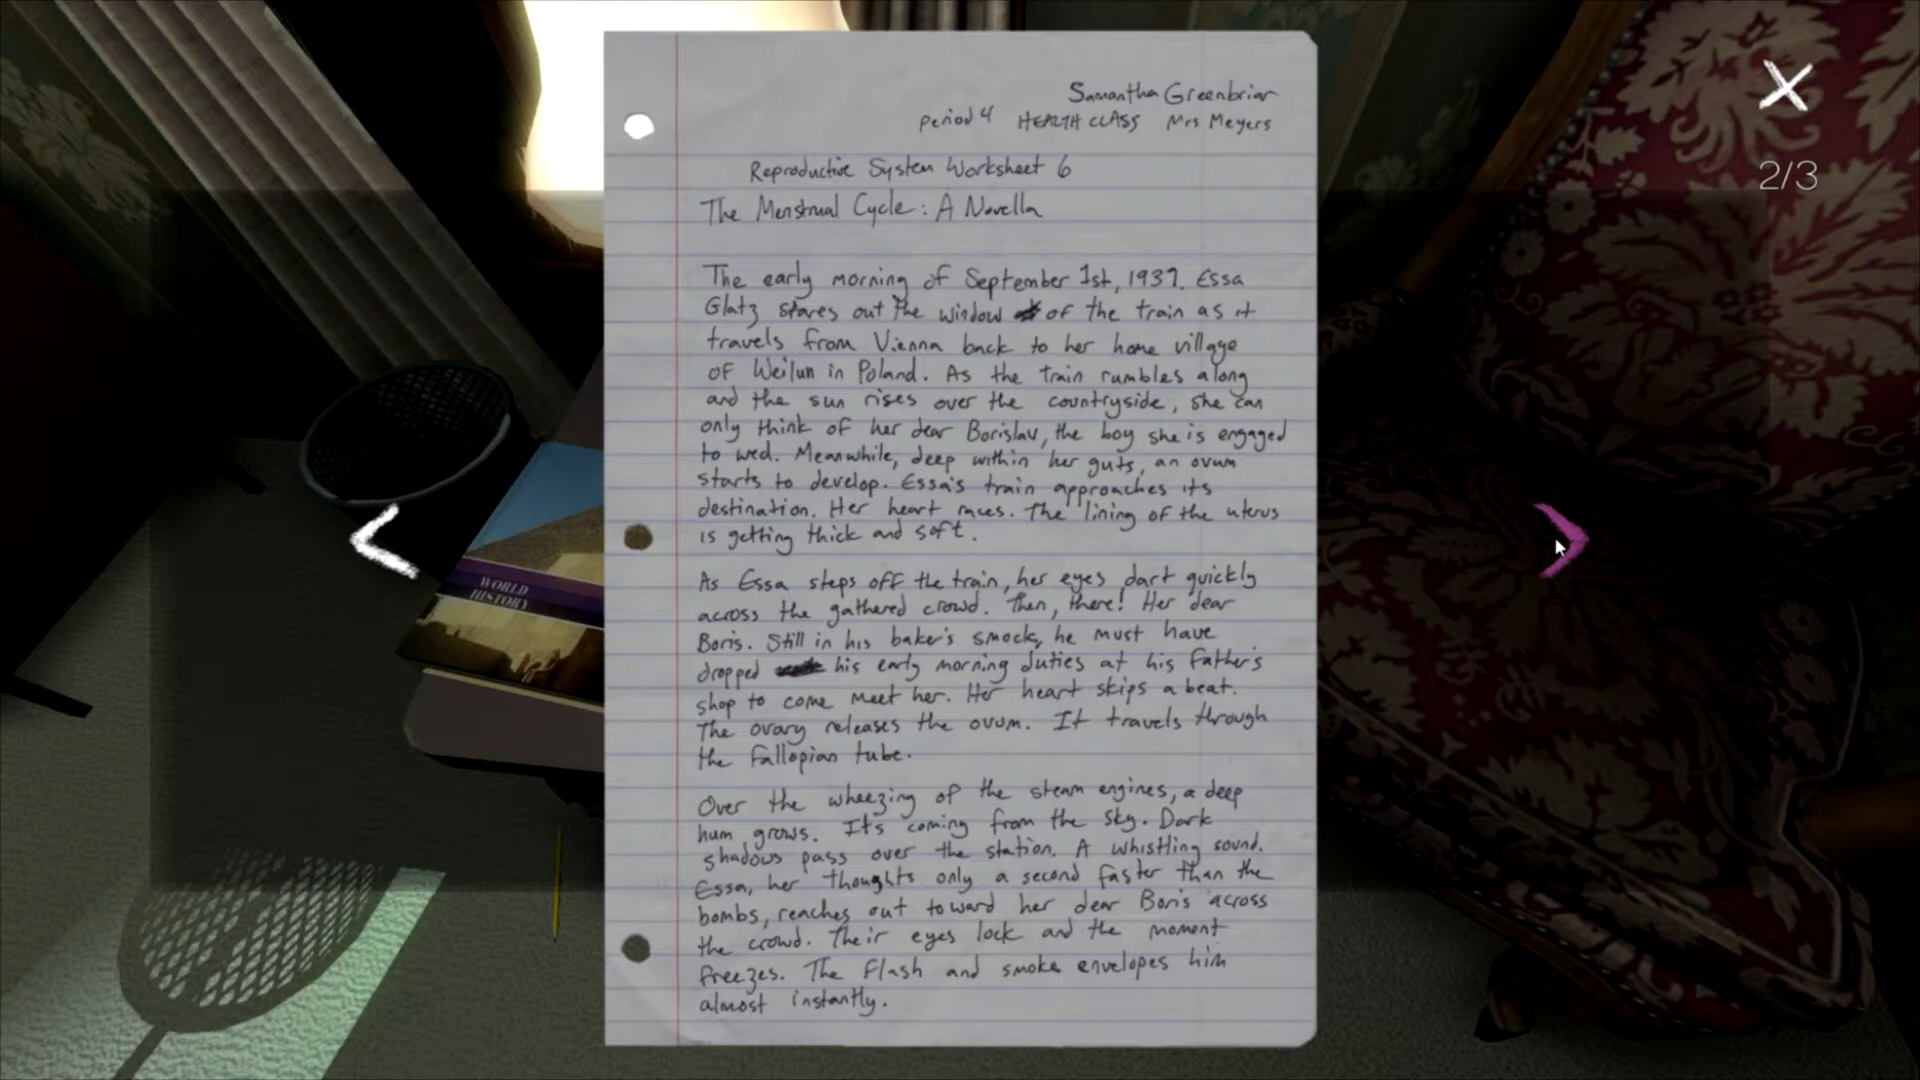 Samantha Greenbriar
period 4 HEALTH CLASS Mrs Meyers
2/3
Reproductive System Worksheet 6
The Menstrual Cycle: A Novella
The early morning of September 1st, 1939. Essa
Glatz stares out the window of the train as it
travels from Vienna back to her home village
of Weilun in Poland. As the train rumbles along
and the sun rises over the countryside, she can
only think of her dear Borislav, the boy she is engaged
to wed. Meanwhile, deep within her guts, an ovum
starts to develop. Essa's train approaches its
destination. Her heart races. The lining of the uterus
is getting thick and soft.
As Essa steps off the train, her eyes dart quickly
across the gathered crowd. Then, there! Her dear
Boris. Still in his baker's smock, he must have
dropped his early morning duties at his father's
shop to come meet her. Her heart skips a beat.
The ovary releases the ovum. It travels through
the fallopian tube.
Over the wheezing of the steam engines, a deep
hum grows. It's coming from the sky. Dark
shadows pass over the station. A whistling sound.
Essa, her thoughts only a second faster than the
bombs, reaches out toward her dear Boris across
the crowd. Their eyes lock and the moment
freezes. The flash and smoke envelopes him
almost instantly.
WORLD
HISTORY